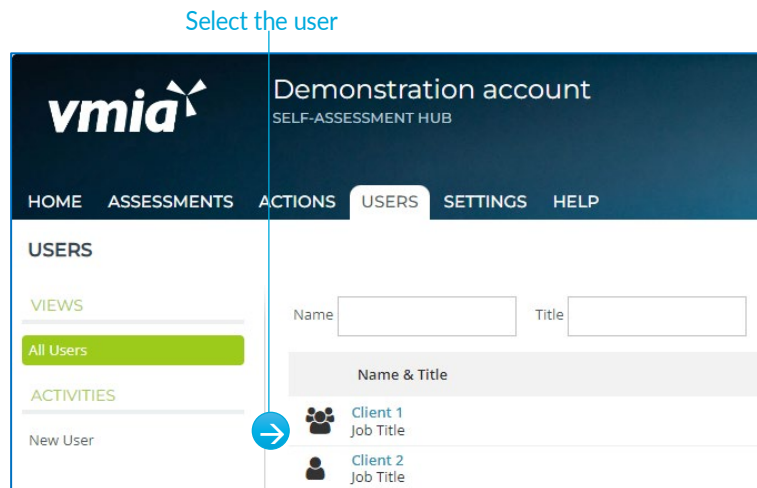 Select the user
vmia
Demonstration account
SELF-ASSESSMENT HUB
HOME ASSESSMENTS ACTIONS USERS SETTINGS HELP
USERS
VIEWS
All Users
ACTIVITIES
New User
Name
Title
Name & Title
Client 1
Job Title
Client 2
Job Title